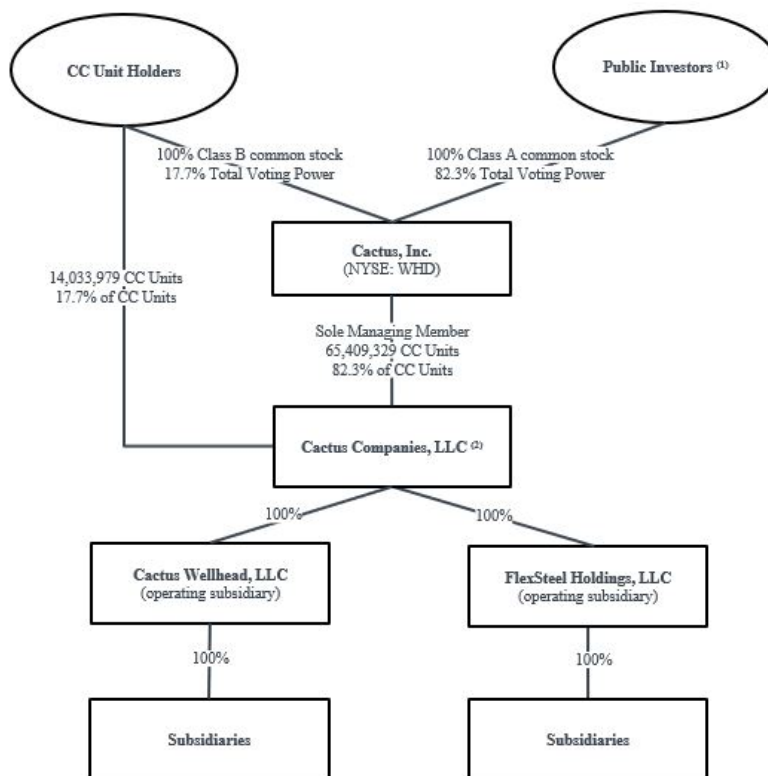 CC Unit Holders
Public Investors (1)
100% Class B common stock
17.7% Total Voting Power
100% Class A common stock
82.3% Total Voting Power
Cactus, Inc.
(NYSE: WHD)
14,033,979 CC Units
17.7% of CC Units
Sole Managing Member
65,409,329 CC Units
82.3% of CC Units
Cactus Companies, LLC (2)
100%
100%
Cactus Wellhead, LLC
(operating subsidiary)
FlexSteel Holdings, LLC
(operating subsidiary)
100%
100%
Subsidiaries
Subsidiaries